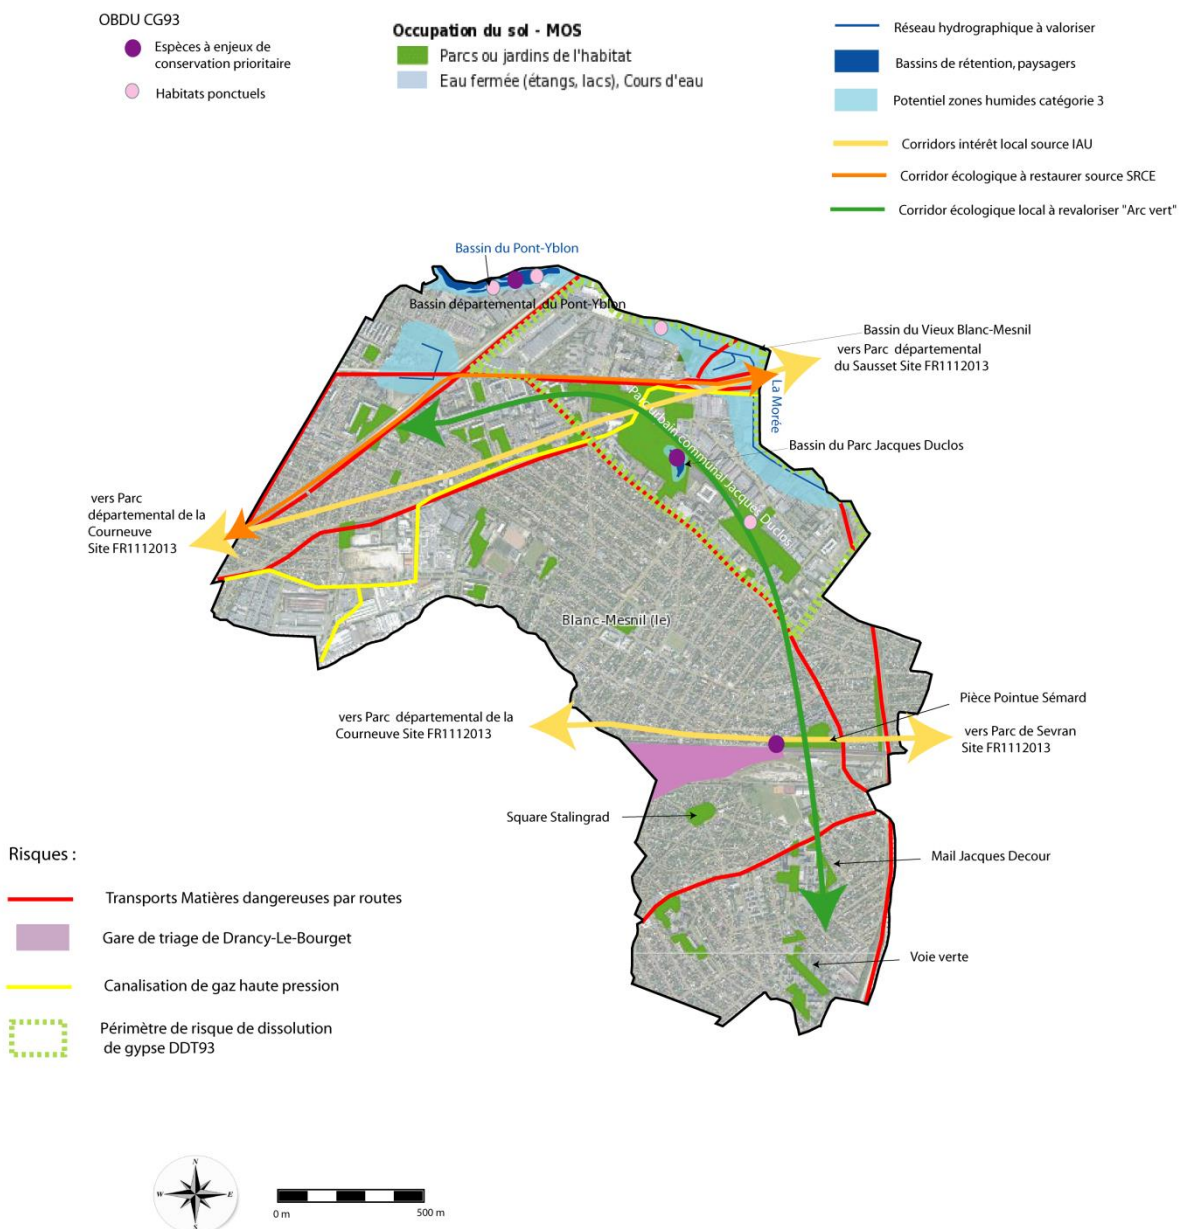 OBDU CG93
Espèces à enjeux de
conservation prioritaire
Habitats ponctuels
Occupation du sol - MOS
Parcs ou jardins de l'habitat
Eau fermée (étangs, lacs), Cours d'eau
Réseau hydrographique à valoriser
Bassins de rétention, paysagers
Potentiel zones humides catégorie 3
Corridors intérêt local source IAU
Corridor écologique à restaurer source SRCE
Corridor écologique local à revaloriser "Arc vert"
Bassin du Pont-Yblon
Bassin départemental du Pont-Yblon
Bassin du Vieux Blanc-Mesnil
vers Parc départemental
du Sausset Site FR1112013
La Morée
Parc urbain communal Jacques Duclos
Bassin du Parc Jacques Duclos
vers Parc
départemental de la
Courneuve
Site FR1112013
Blanc-Mesnil (le)
Pièce Pointue Sémard
vers Parc départemental de la
Courneuve Site FR1112013
vers Parc de Sevran
Site FR1112013
Square Stalingrad
Mail Jacques Decour
Voie verte
Risques :
Transports Matières dangereuses par routes
Gare de triage de Drancy-Le-Bourget
Canalisation de gaz haute pression
Périmètre de risque de dissolution
de gypse DDT93
N
W
E
S
0 m
500 m